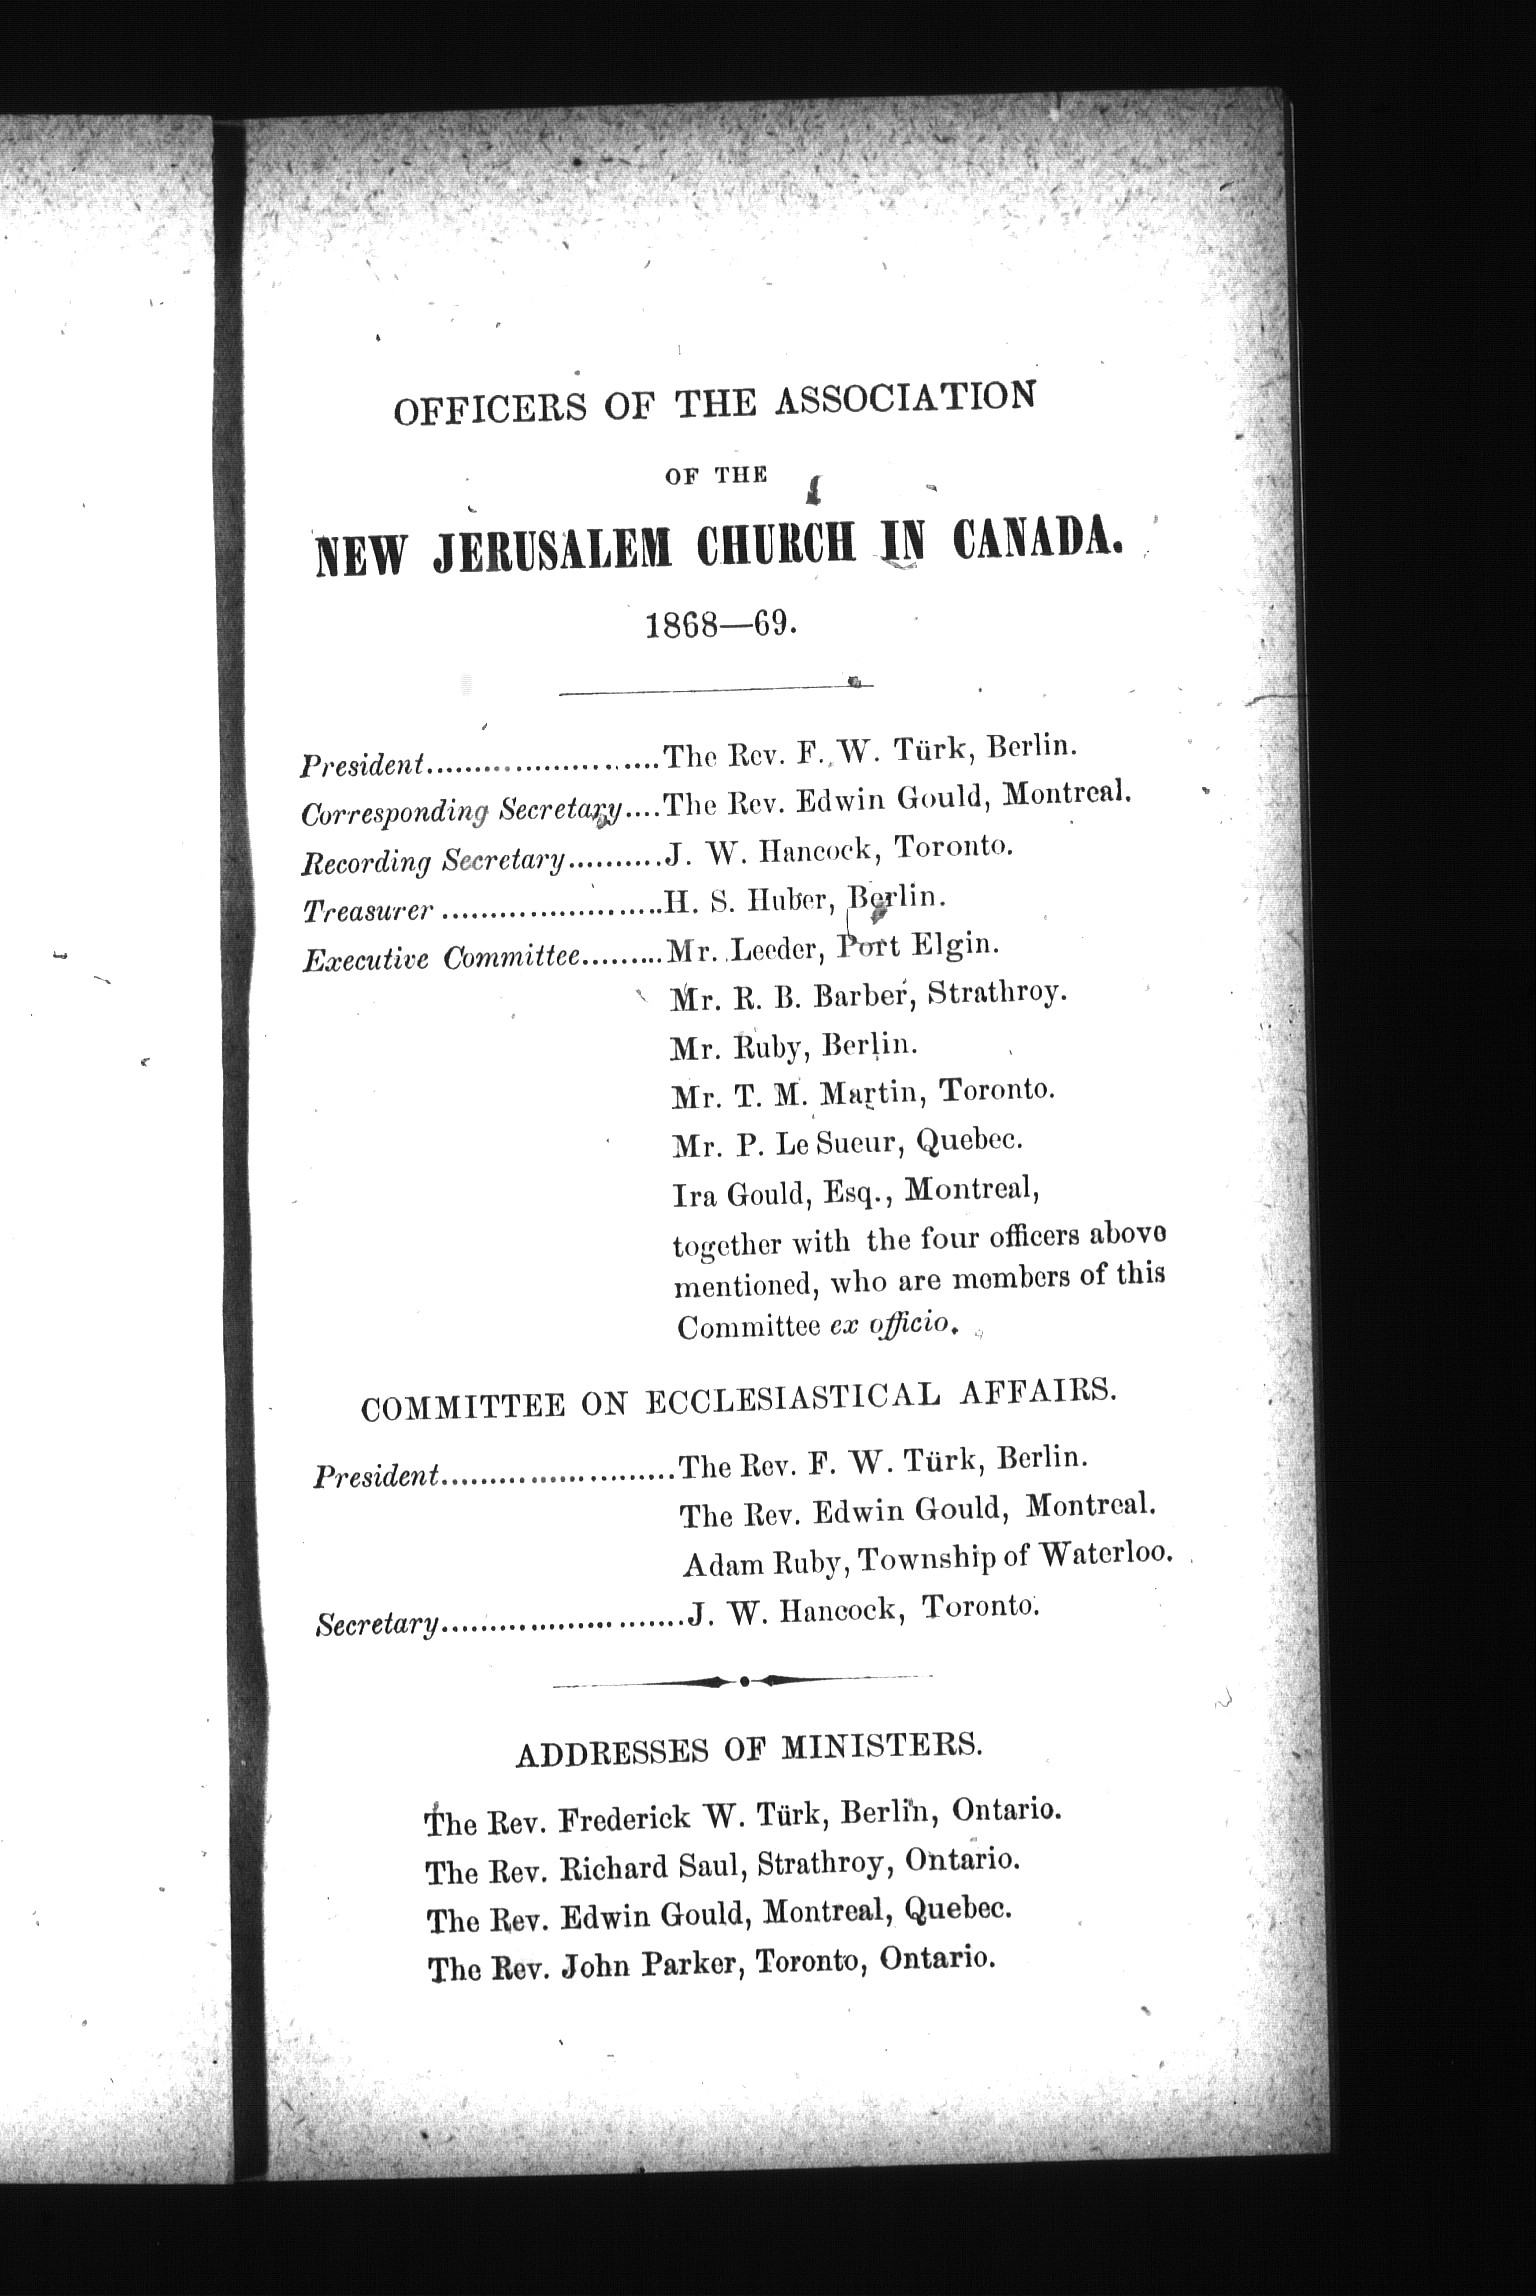 OFFICERS OF THE ASSOCIATION
OF THE
NEW JERUSALEM CHURCH IN CANADA.
1868—69.
President........................The Rev. F. W. Türk, Berlin.
Corresponding Secretary....The Rev. Edwin Gould, Montreal.
Recording Secretary..........J. W. Hancock, Toronto.
Treasurer .......................H. S. Huber, Berlin.
Executive Committee.........Mr. Leeder, Port Elgin.
Mr. R. B. Barber, Strathroy.
Mr. Ruby, Berlin.
Mr. T. M. Martin, Toronto.
Mr. P. Le Sueur, Quebec.
Ira Gould, Esq., Montreal,
together with the four officers above
mentioned, who are members of this
Committee ex officio.
COMMITTEE ON ECCLESIASTICAL AFFAIRS.
President........................The Rev. F. W. Türk, Berlin.
The Rev. Edwin Gould, Montreal.
Adam Ruby, Township of Waterloo.
Secretary.........................J. W. Hancock, Toronto.
ADDRESSES OF MINISTERS.
The Rev. Frederick W. Türk, Berlin, Ontario.
The Rev. Richard Saul, Strathroy, Ontario.
The Rev. Edwin Gould, Montreal, Quebec.
The Rev. John Parker, Toronto, Ontario.